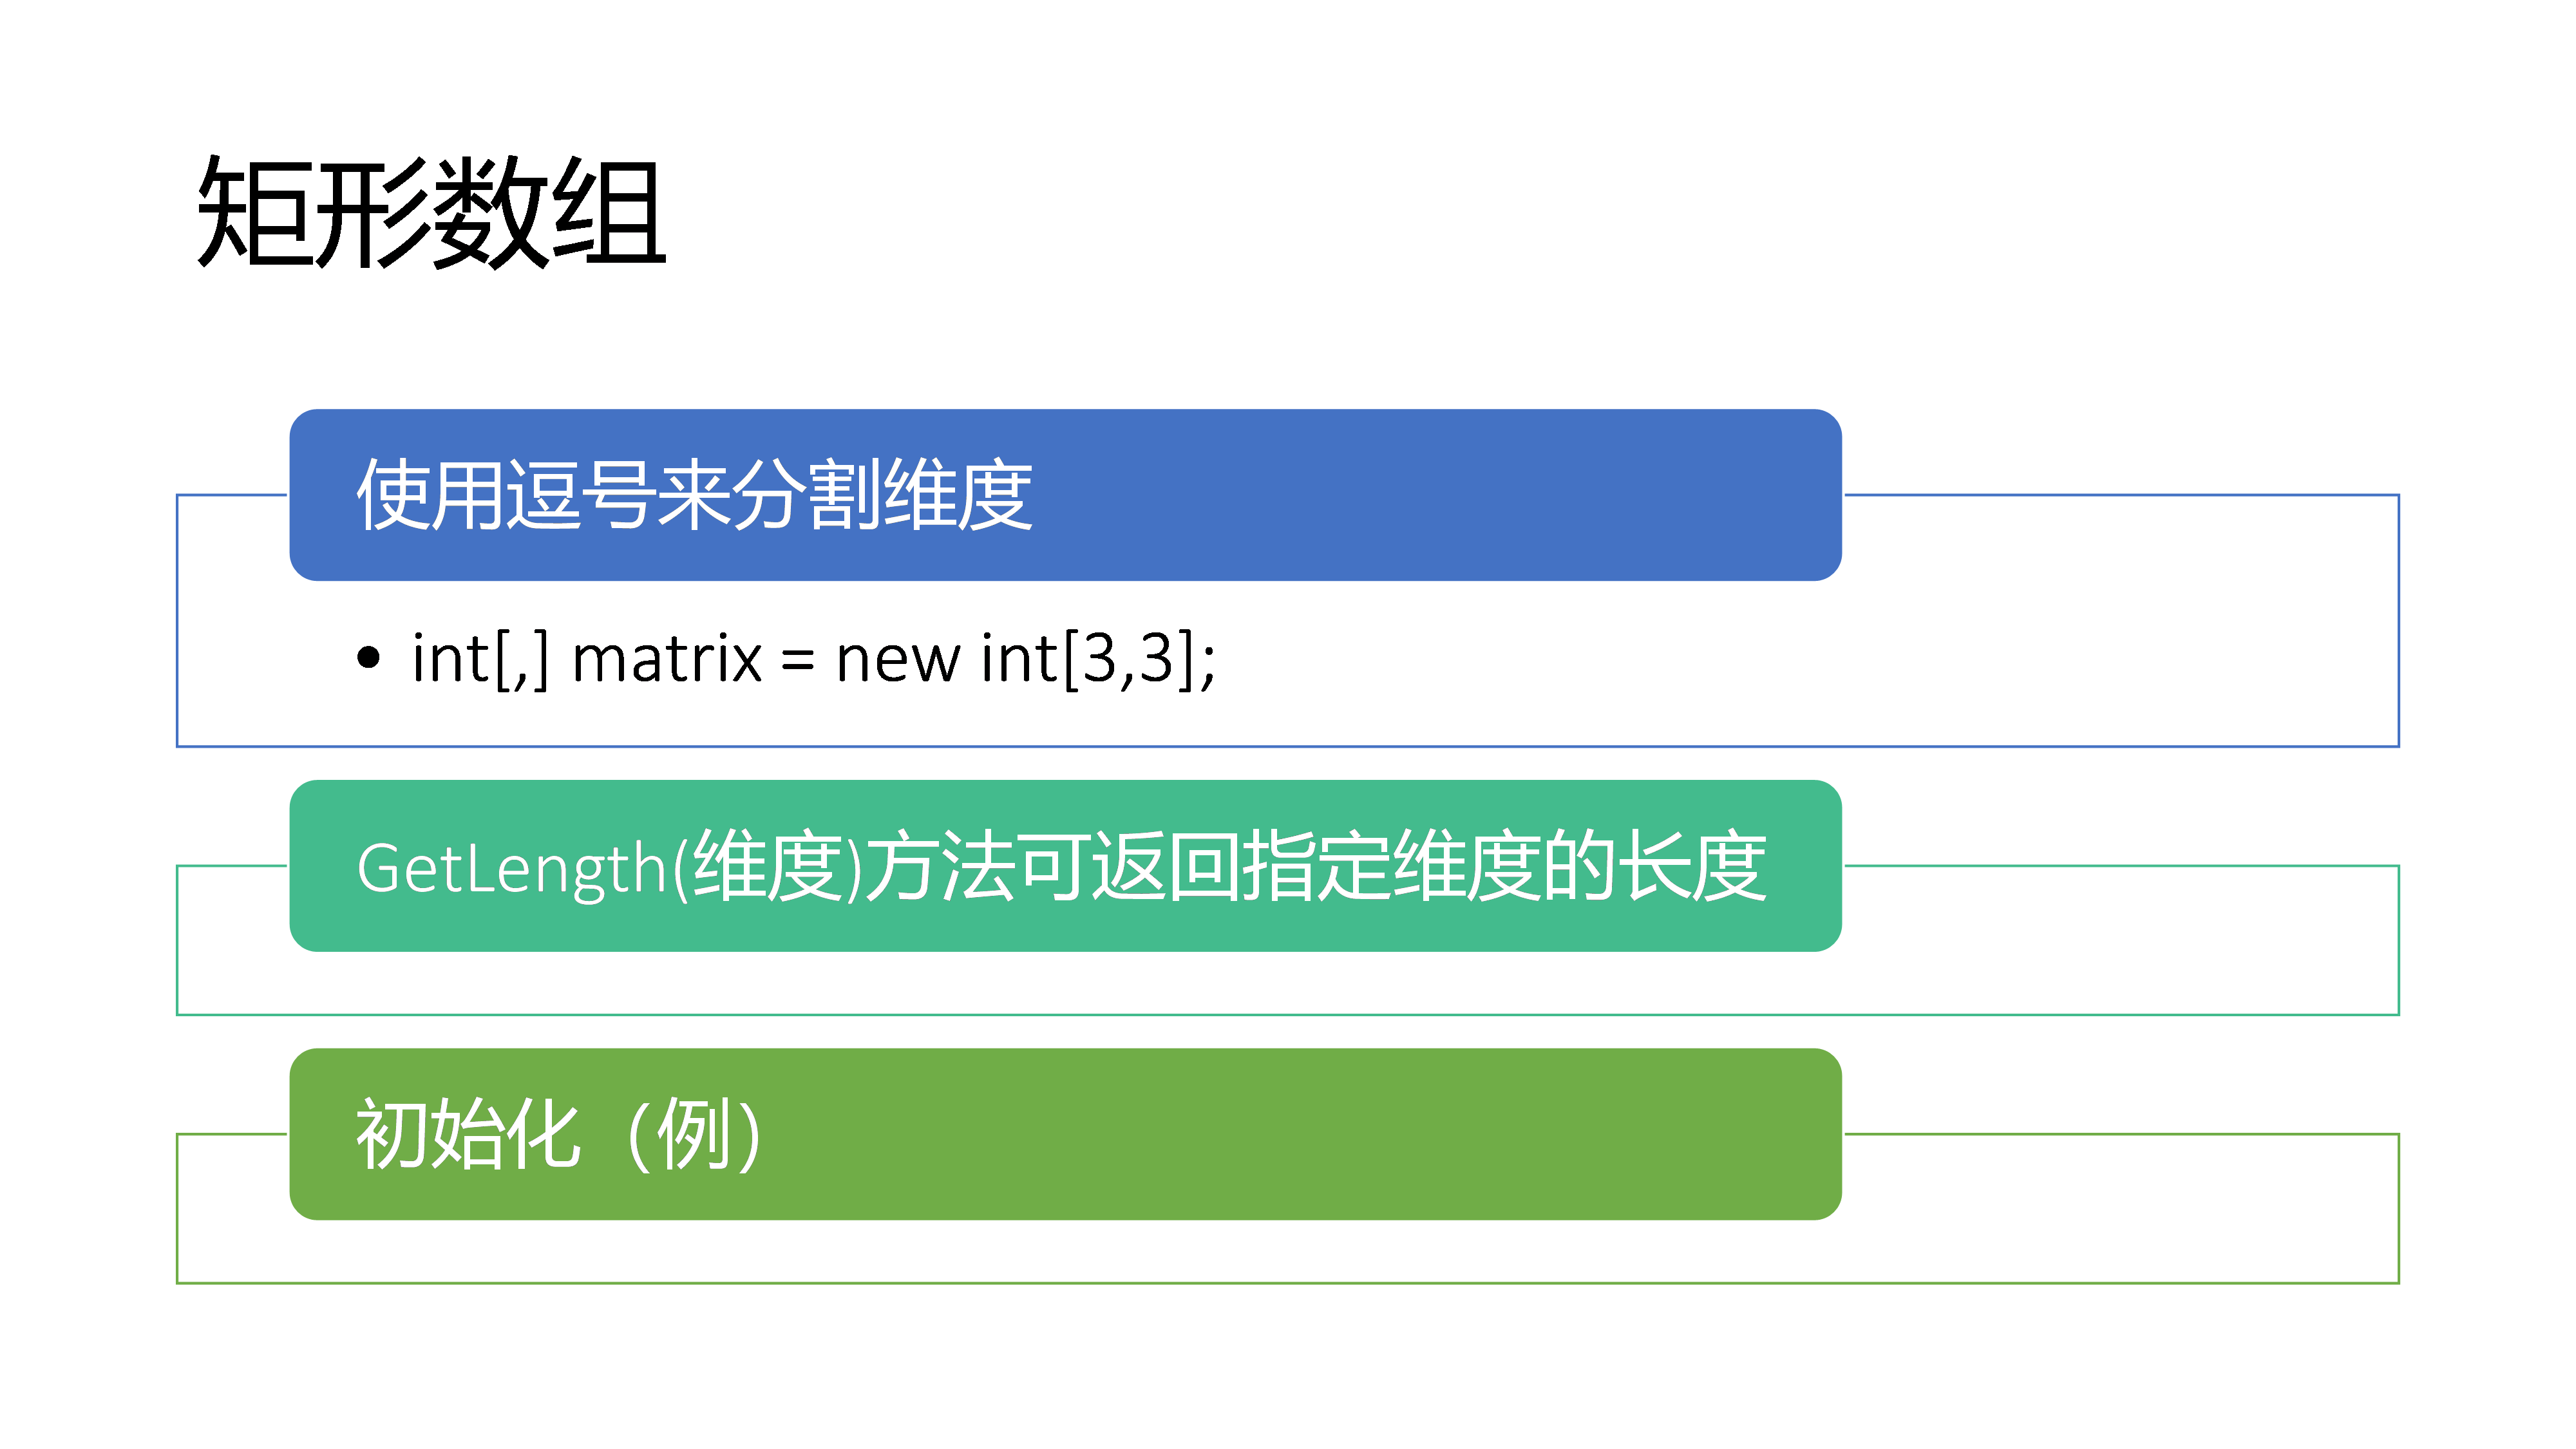 矩形数组
使用逗号来分割维度
• int[,] matrix = new int[3,3];
GetLength(维度)方法可返回指定维度的长度
初始化（例）